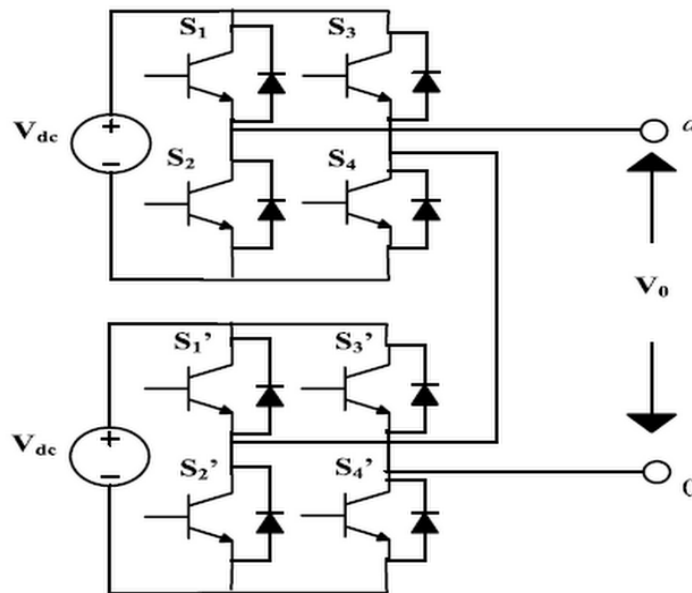 S1 S3
Vdc
+
−
S2 S4
a
V0
S1' S3'
Vdc
+
−
S2' S4'